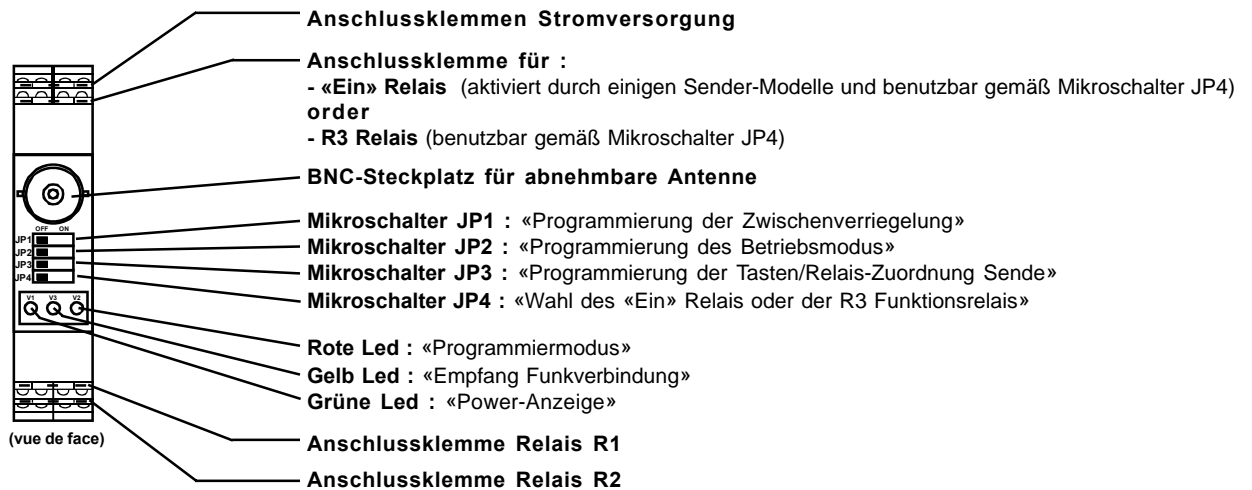 Anschlussklemmen Stromversorgung
Anschlussklemme für :
- «Ein» Relais (aktiviert durch einigen Sender-Modelle und benutzbar gemäß Mikroschalter JP4)
order
- R3 Relais (benutzbar gemäß Mikroschalter JP4)
BNC-Steckplatz für abnehmbare Antenne
OFF ON
JP1
JP2
JP3
JP4
Mikroschalter JP1 : «Programmierung der Zwischenverriegelung»
Mikroschalter JP2 : «Programmierung des Betriebsmodus»
Mikroschalter JP3 : «Programmierung der Tasten/Relais-Zuordnung Sende»
Mikroschalter JP4 : «Wahl des «Ein» Relais oder der R3 Funktionsrelais»
V1 V3 V2
Rote Led : «Programmiermodus»
Gelb Led : «Empfang Funkverbindung»
Grüne Led : «Power-Anzeige»
(vue de face)
Anschlussklemme Relais R1
Anschlussklemme Relais R2